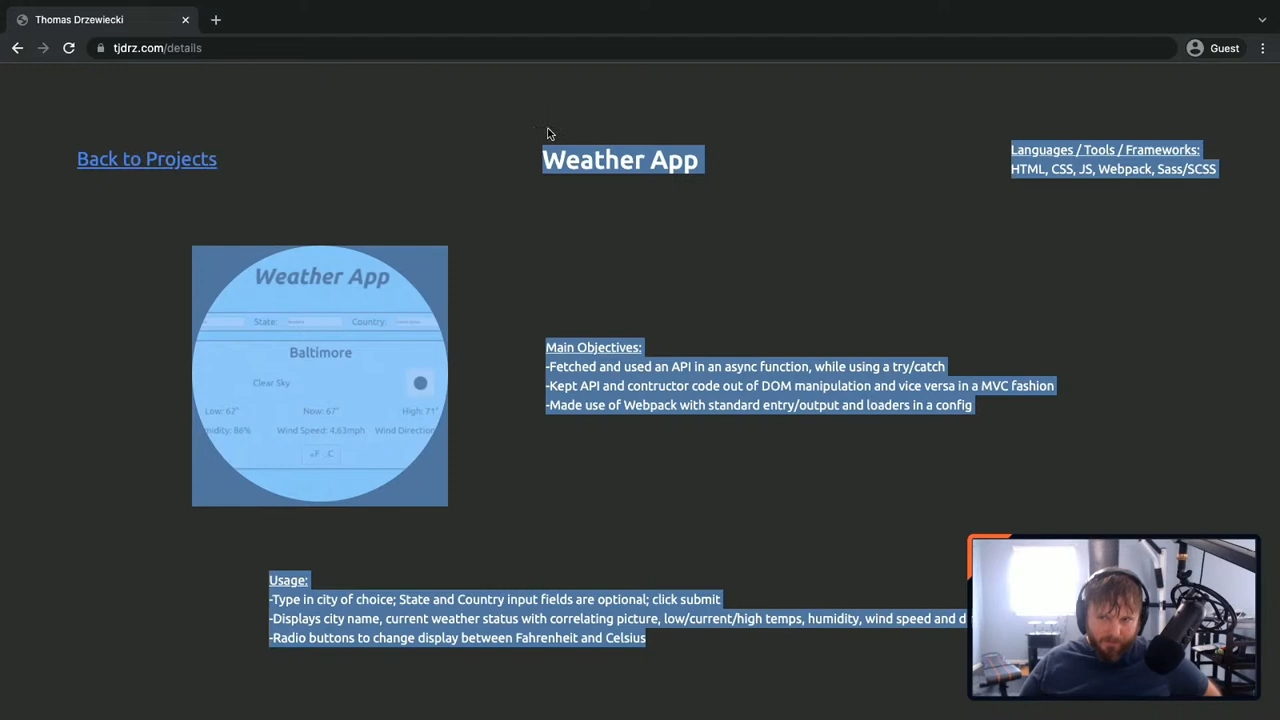 Thomas Drzewiecki
tjdrz.com/details
Guest
Back to Projects
Weather App
Languages / Tools / Frameworks:
HTML, CSS, JS, Webpack, Sass/SCSS
Weather App
State:
Country:
Baltimore
Clear Sky
Low: 62°
Now: 67°
High: 71°
midity: 86%
Wind Speed: 4.63mph
Wind Direction
°F
C
Main Objectives:
-Fetched and used an API in an async function, while using a try/catch
-Kept API and contructor code out of DOM manipulation and vice versa in a MVC fashion
-Made use of Webpack with standard entry/output and loaders in a config
Usage:
-Type in city of choice; State and Country input fields are optional; click submit
-Displays city name, current weather status with correlating picture, low/current/high temps, humidity, wind speed and d
-Radio buttons to change display between Fahrenheit and Celsius